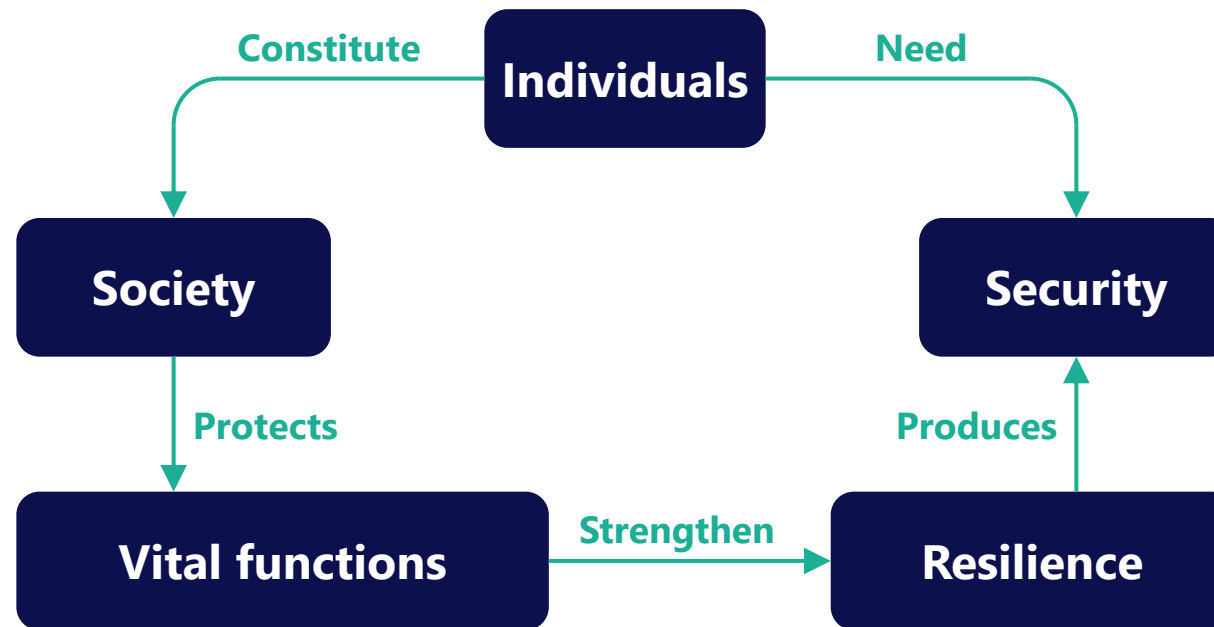 Constitute
Individuals
Need
Society
Security
Protects
Produces
Vital functions
Strengthen
Resilience